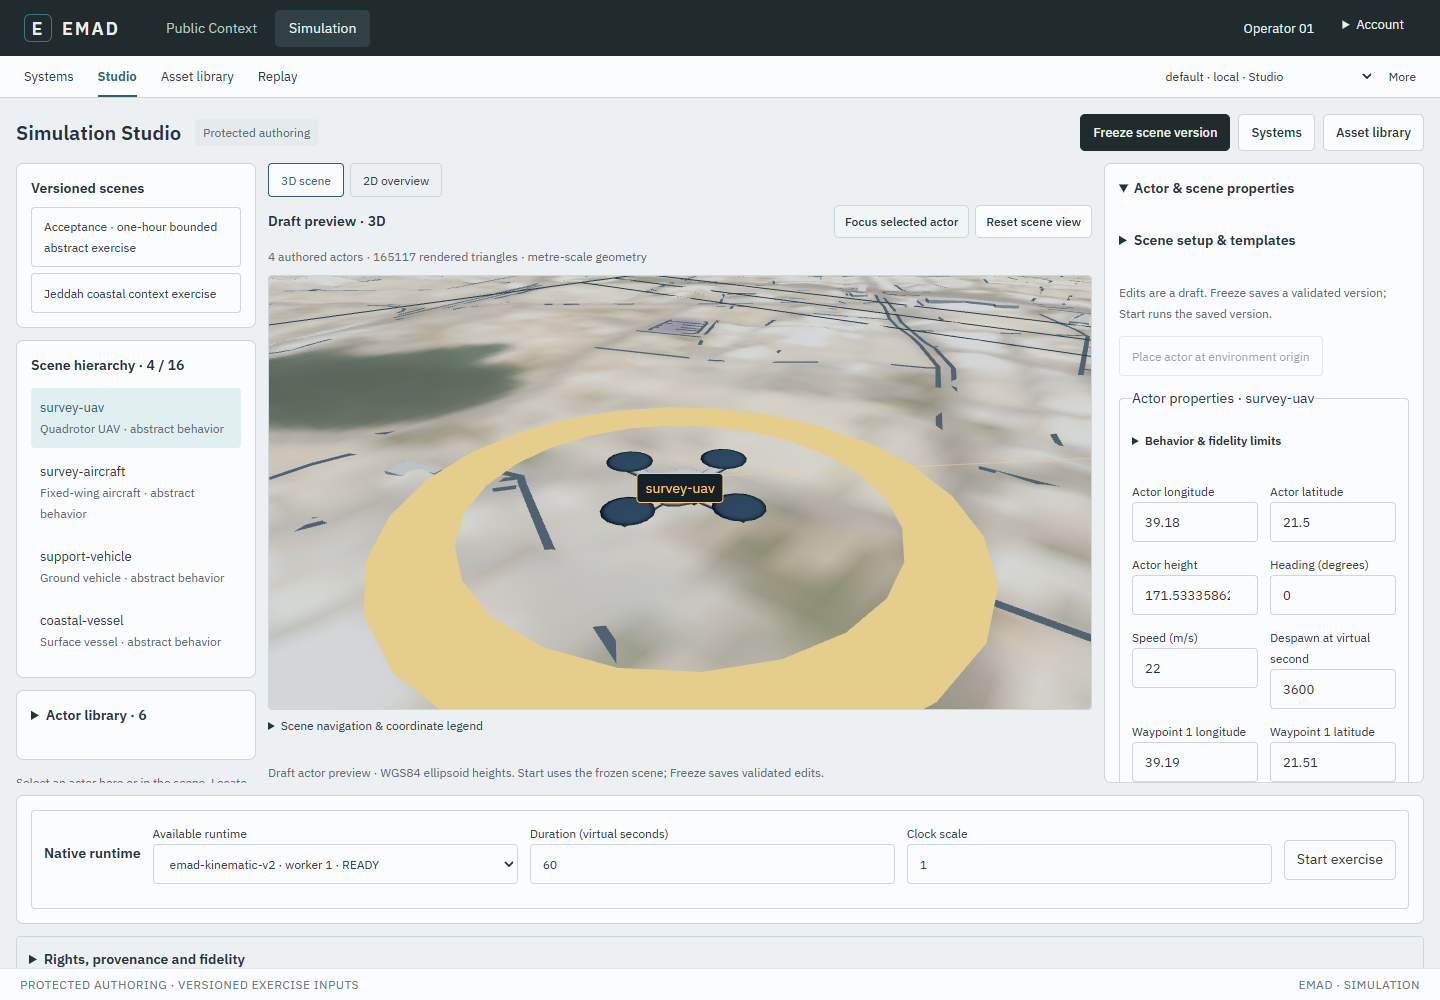 E EMAD Public Context Simulation Operator 01 Account
Systems Studio Asset library Replay default · local · Studio More
Simulation Studio Protected authoring Freeze scene version Systems Asset library
Versioned scenes
Acceptance · one-hour bounded
abstract exercise
Jeddah coastal context exercise
Scene hierarchy · 4 / 16
survey-uav
Quadrotor UAV · abstract behavior
survey-aircraft
Fixed-wing aircraft · abstract
behavior
support-vehicle
Ground vehicle · abstract behavior
coastal-vessel
Surface vessel · abstract behavior
Actor library · 6
Select an actor here or in the scene. Locate
3D scene 2D overview
Draft preview · 3D Focus selected actor Reset scene view
4 authored actors · 165117 rendered triangles · metre-scale geometry
survey-uav
Scene navigation & coordinate legend
Draft actor preview · WGS84 ellipsoid heights. Start uses the frozen scene; Freeze saves validated edits.
Actor & scene properties
Scene setup & templates
Edits are a draft. Freeze saves a validated version;
Start runs the saved version.
Place actor at environment origin
Actor properties · survey-uav
Behavior & fidelity limits
Actor longitude Actor latitude
39.18 21.5
Actor height Heading (degrees)
171.53335862 0
Speed (m/s) Despawn at virtual
second
22
3600
Waypoint 1 longitude Waypoint 1 latitude
39.19 21.51
Native runtime
Available runtime Duration (virtual seconds) Clock scale
emad-kinematic-v2 · worker 1 · READY 60 1 Start exercise
Rights, provenance and fidelity
PROTECTED AUTHORING · VERSIONED EXERCISE INPUTS EMAD · SIMULATION